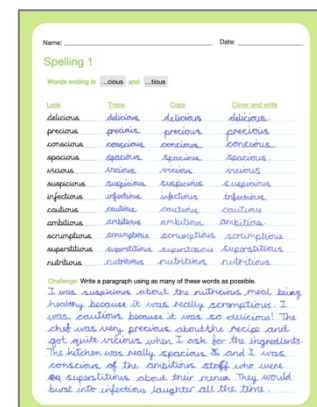 Name: Date:
Spelling 1
Words ending in ...cious and ...tious
Look Trace Copy Cover and write
delicious delicious delicious delicious
precious precious precious precious
conscious conscious concious concious
spacious spacious spacious spacious
vicious vicious vicious vicious
suspicious suspicious suspicious suspicious
infectious infectious infectious infectious
cautious cautious cautious cautious
ambitious ambitious ambitious ambitious
scrumptious scrumptious scrumptious scrumptious
superstitious superstitious superstitious superstitious
nutritious nutritious nutritious nutritious
Challenge: Write a paragraph using as many of these words as possible.
I was suspicious about the nutricious meal being
healthy because it was really scrumptious. I
was cautious because it was so delicious! The
chef was very precious about the recipe and
got quite vicious when I ask for the ingredients.
The kitchen was really spacious and I was
conscious of the ambitious staff who were
superstitious about their menu. They would
burst into infectious laughter all the time.